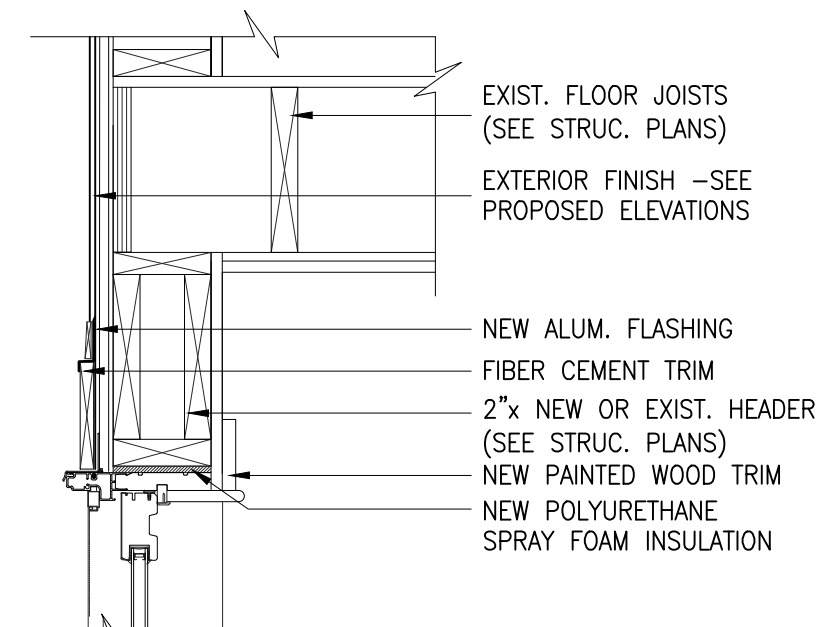 EXIST. FLOOR JOISTS
(SEE STRUC. PLANS)
EXTERIOR FINISH -SEE
PROPOSED ELEVATIONS
NEW ALUM. FLASHING
FIBER CEMENT TRIM
2"x NEW OR EXIST. HEADER
(SEE STRUC. PLANS)
NEW PAINTED WOOD TRIM
NEW POLYURETHANE
SPRAY FOAM INSULATION